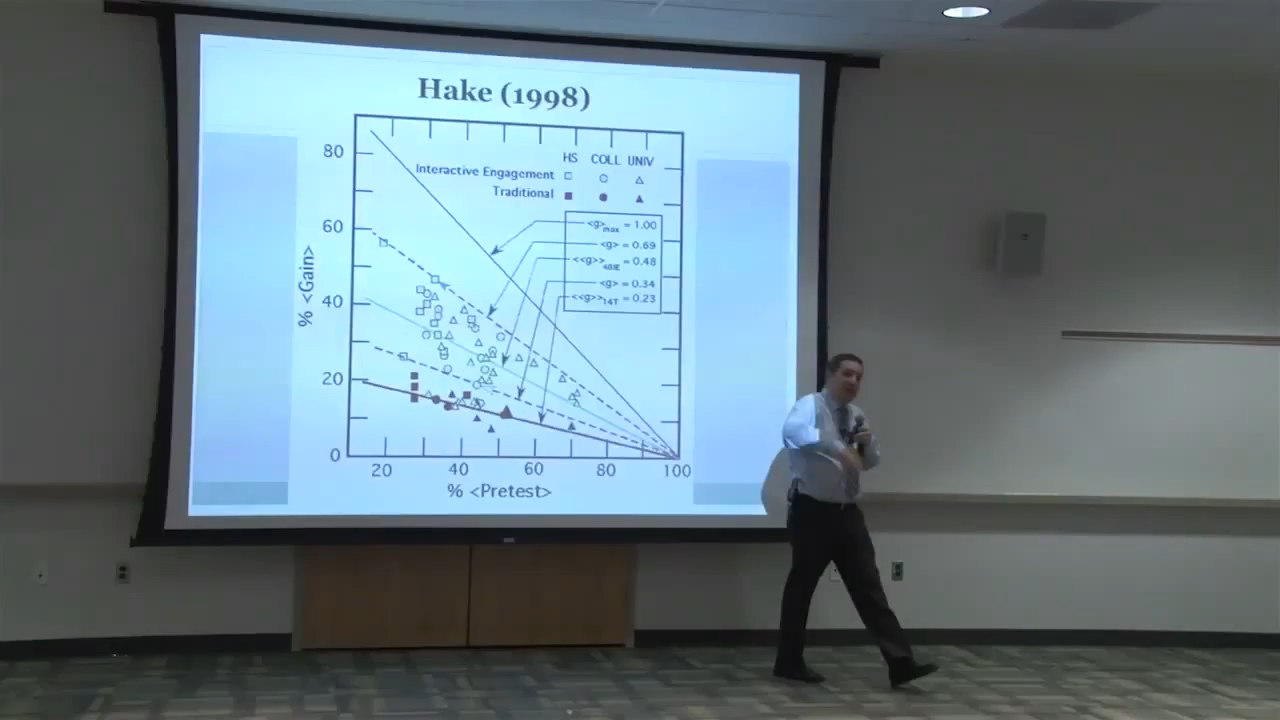 Hake (1998)
HS COLL UNIV
Interactive Engagement
Traditional
<g>max = 1.00
<g> = 0.69
<<g>>48IE = 0.48
<g> = 0.34
<<g>>14T = 0.23
80
60
40
20
0
% <Gain>
20 40 60 80 100
% <Pretest>